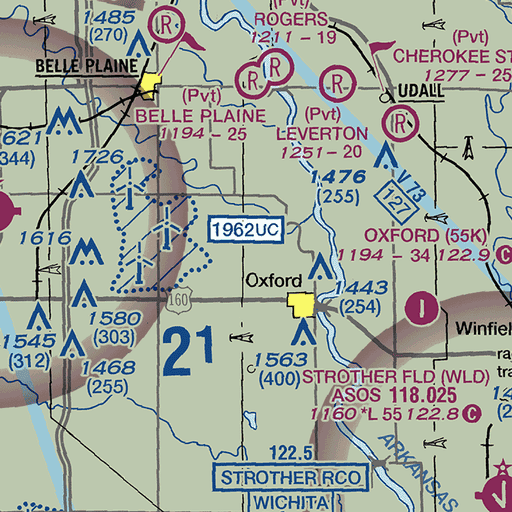 (Pvt)
ROGERS
1211 - 19
1485
(270)
(Pvt)
CHEROKEE ST
1277 - 25
BELLE PLAINE
UDALL
(Pvt)
BELLE PLAINE
1194 - 25
(Pvt)
LEVERTON
1251 - 20
621
(344)
1726
1476
(255)
V 73
127
1962UC
OXFORD (55K)
1194 - 34 122.9 C
1616
Oxford
1443
(254)
160
1580
(303)
1545
(312)
21
1563
(400)
Winfiel
1468
(255)
STROTHER FLD (WLD)
ASOS 118.025
1160 *L 55 122.8 C
122.5
STROTHER RCO
WICHITA
ARKANSAS
R
R
R
R
R
I